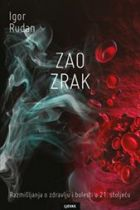 Igor
Rudan
ZAO
ZRAK
Razmišljanja o zdravlju i bolesti u 21. stoljeću